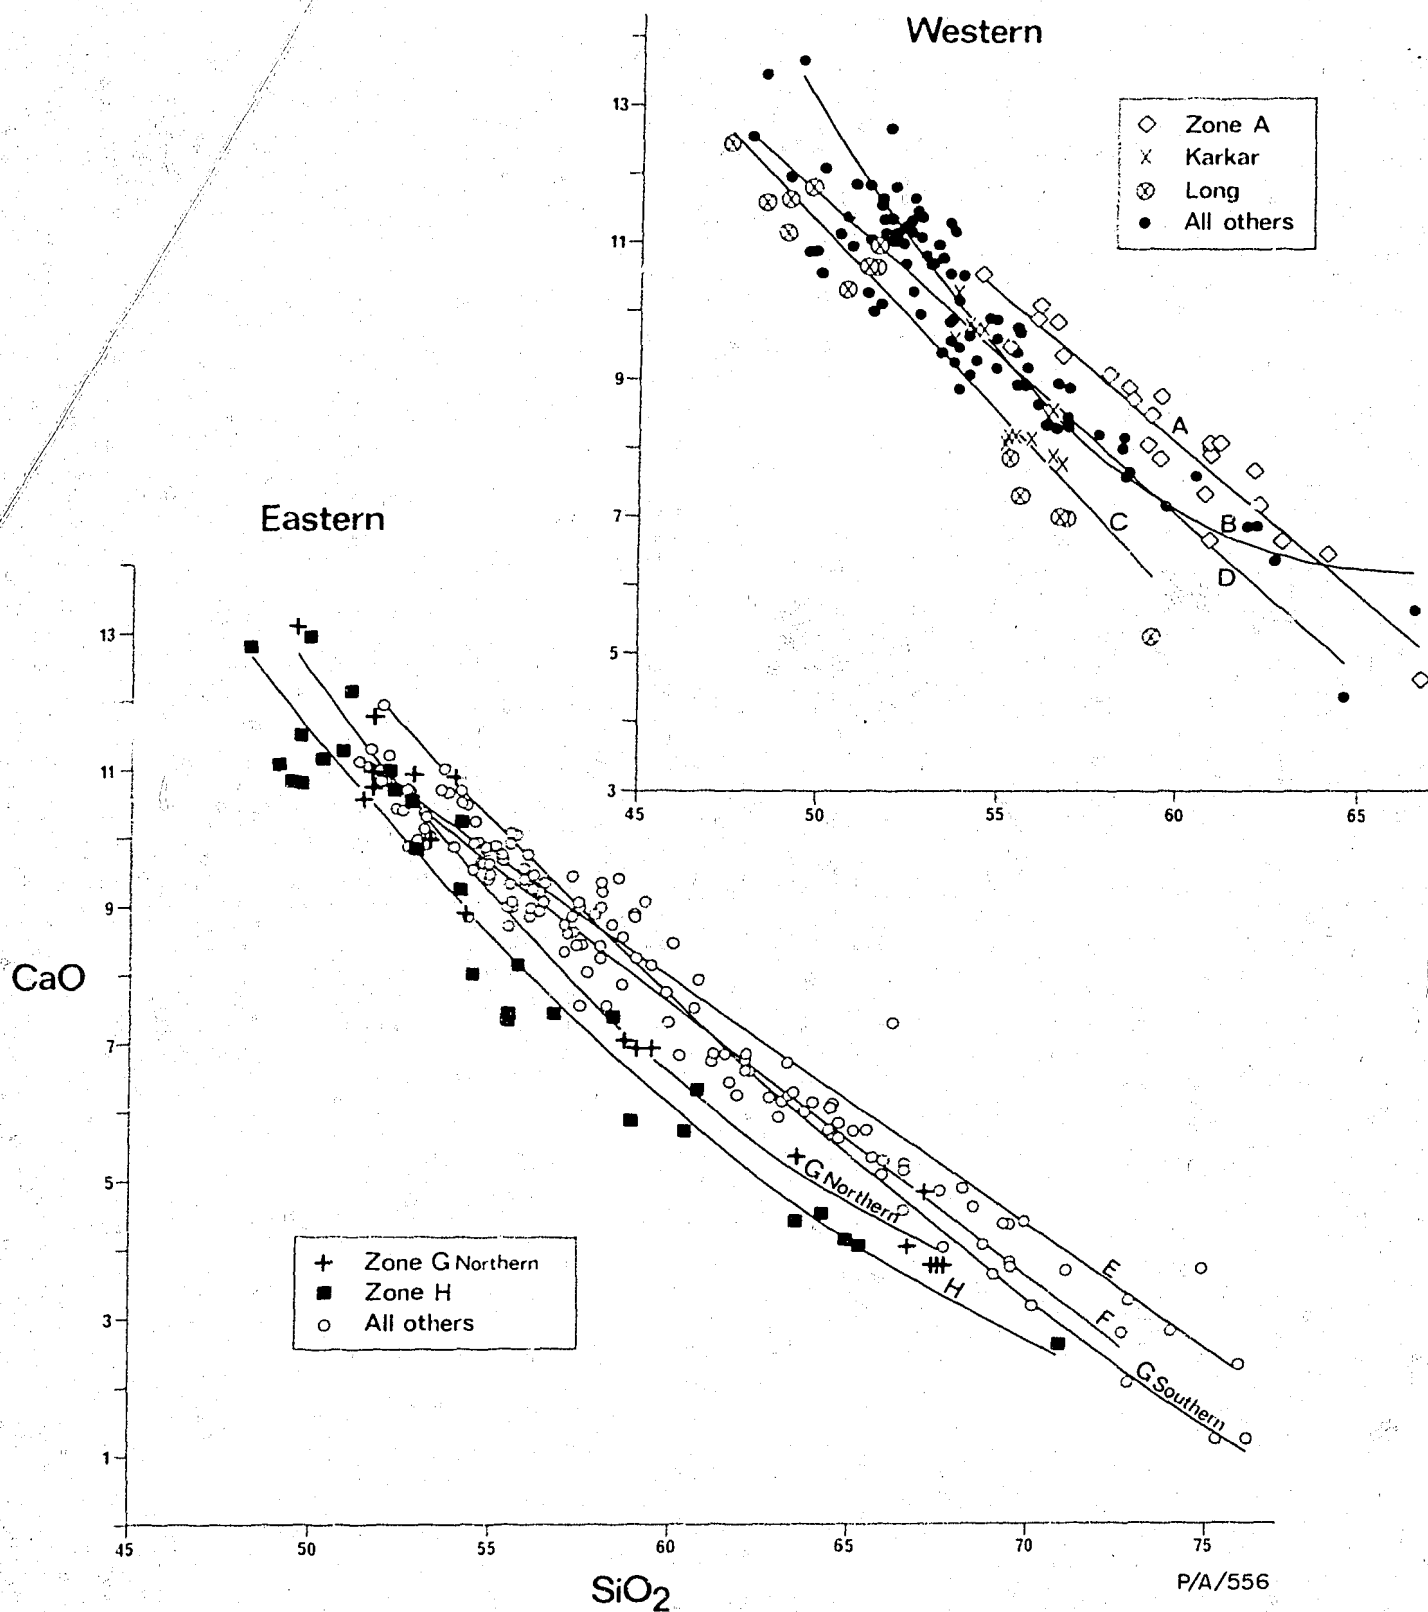 Western
13
11
9
7
5
3
45
50
55
60
65
Zone A
Karkar
Long
All others
A
B
C
D
Eastern
13
11
9
7
5
3
1
CaO
45
50
55
60
65
70
75
SiO2
G Northern
H
E
F
G Southern
Zone G Northern
Zone H
All others
P/A/556